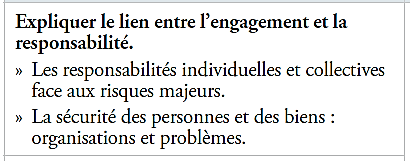 Expliquer le lien entre l’engagement et la
responsabilité.
» Les responsabilités individuelles et collectives
face aux risques majeurs.
» La sécurité des personnes et des biens :
organisations et problèmes.